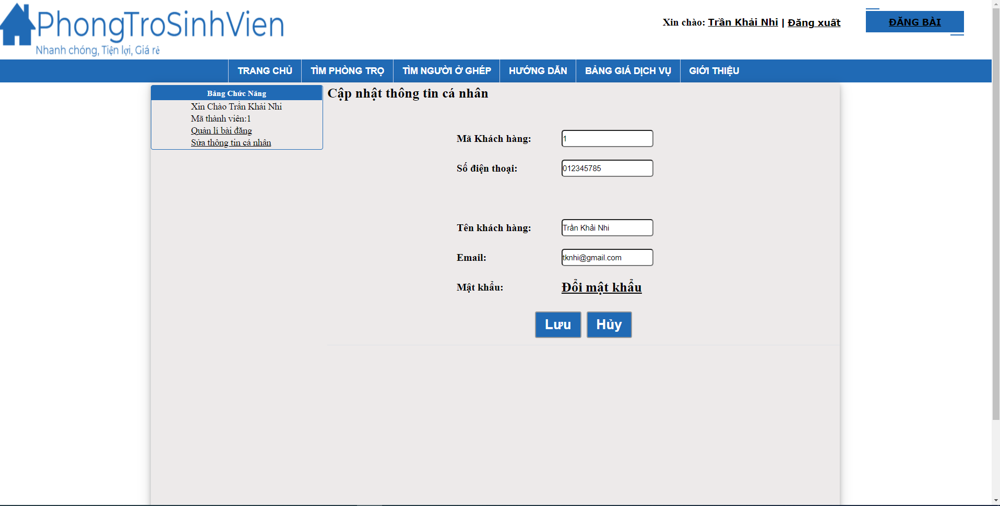 PhongTroSinhVien
Nhanh chóng, Tiện lợi, Giá rẻ
Xin chào: Trần Khải Nhi | Đăng xuất
ĐĂNG BÀI
TRANG CHỦ TÌM PHÒNG TRỌ TÌM NGƯỜI Ở GHÉP HƯỚNG DẪN BẢNG GIÁ DỊCH VỤ GIỚI THIỆU
Bảng Chức Năng
Xin Chào Trần Khải Nhi
Mã thành viên:1
Quản lí bài đăng
Sửa thông tin cá nhân
Cập nhật thông tin cá nhân
Mã Khách hàng: 1
Số điện thoại: 012345785
Tên khách hàng: Trần Khải Nhi
Email: tknhi@gmail.com
Mật khẩu: Đổi mật khẩu
Lưu Hủy